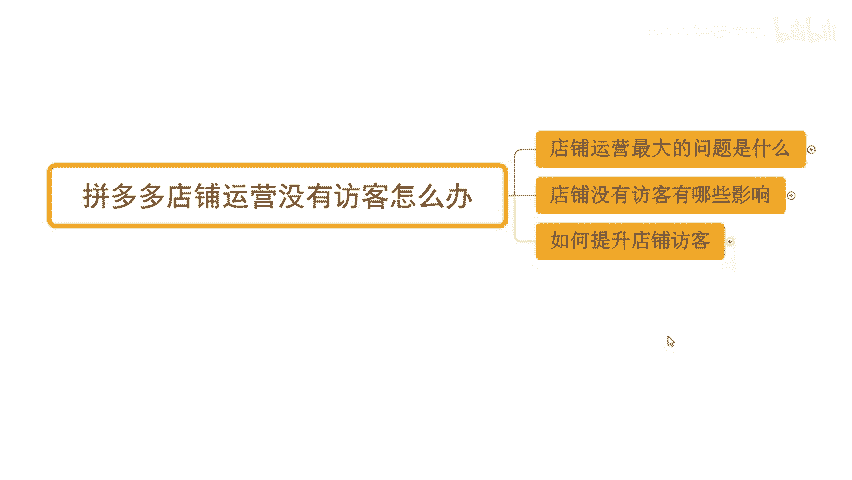 拼多多店铺运营没有访客怎么办
店铺运营最大的问题是什么
店铺没有访客有哪些影响
如何提升店铺访客